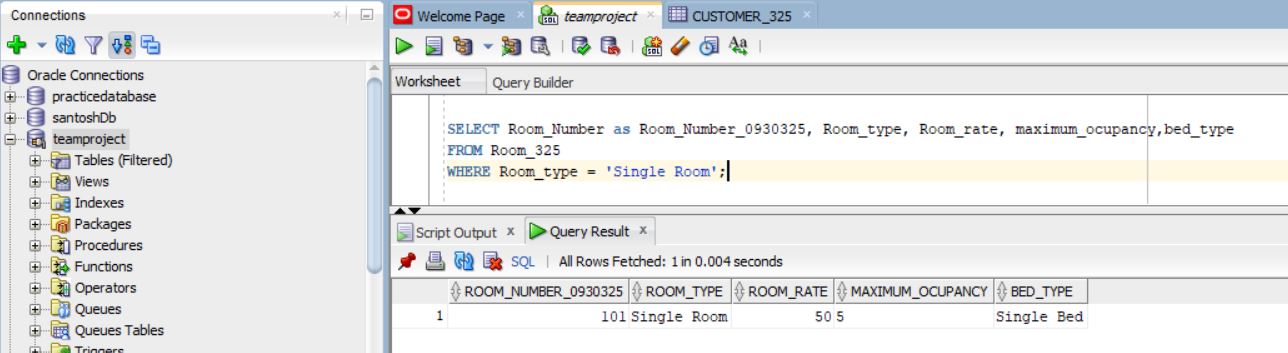 Connections
Oracle Connections
practicedatabase
santoshDb
teamproject
Tables (Filtered)
Views
Indexes
Packages
Procedures
Functions
Operators
Queues
Queues Tables
Triggers
Welcome Page
teamproject
CUSTOMER_325
Worksheet Query Builder
SELECT Room_Number as Room_Number_0930325, Room_type, Room_rate, maximum_ocupancy,bed_type
FROM Room_325
WHERE Room_type = 'Single Room';
Script Output x Query Result x
SQL | All Rows Fetched: 1 in 0.004 seconds
ROOM_NUMBER_0930325 ROOM_TYPE ROOM_RATE MAXIMUM_OCUPANCY BED_TYPE
1 101 Single Room 50 5 Single Bed